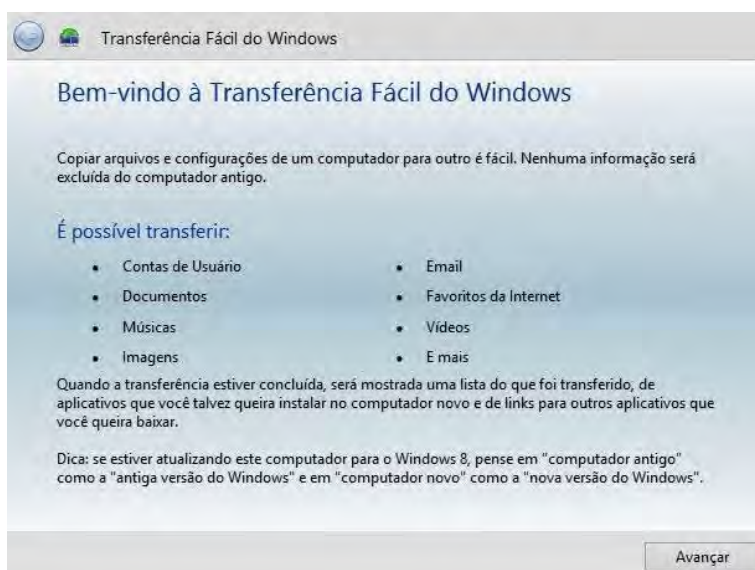 Transferência Fácil do Windows
Bem-vindo à Transferência Fácil do Windows
Copiar arquivos e configurações de um computador para outro é fácil. Nenhuma informação será
excluída do computador antigo.
É possível transferir:
• Contas de Usuário
• Documentos
• Músicas
• Imagens
• Email
• Favoritos da Internet
• Vídeos
• E mais
Quando a transferência estiver concluída, será mostrada uma lista do que foi transferido, de
aplicativos que você talvez queira instalar no computador novo e de links para outros aplicativos que
você queira baixar.
Dica: se estiver atualizando este computador para o Windows 8, pense em "computador antigo"
como a "antiga versão do Windows" e em "computador novo" como a "nova versão do Windows".
Avançar